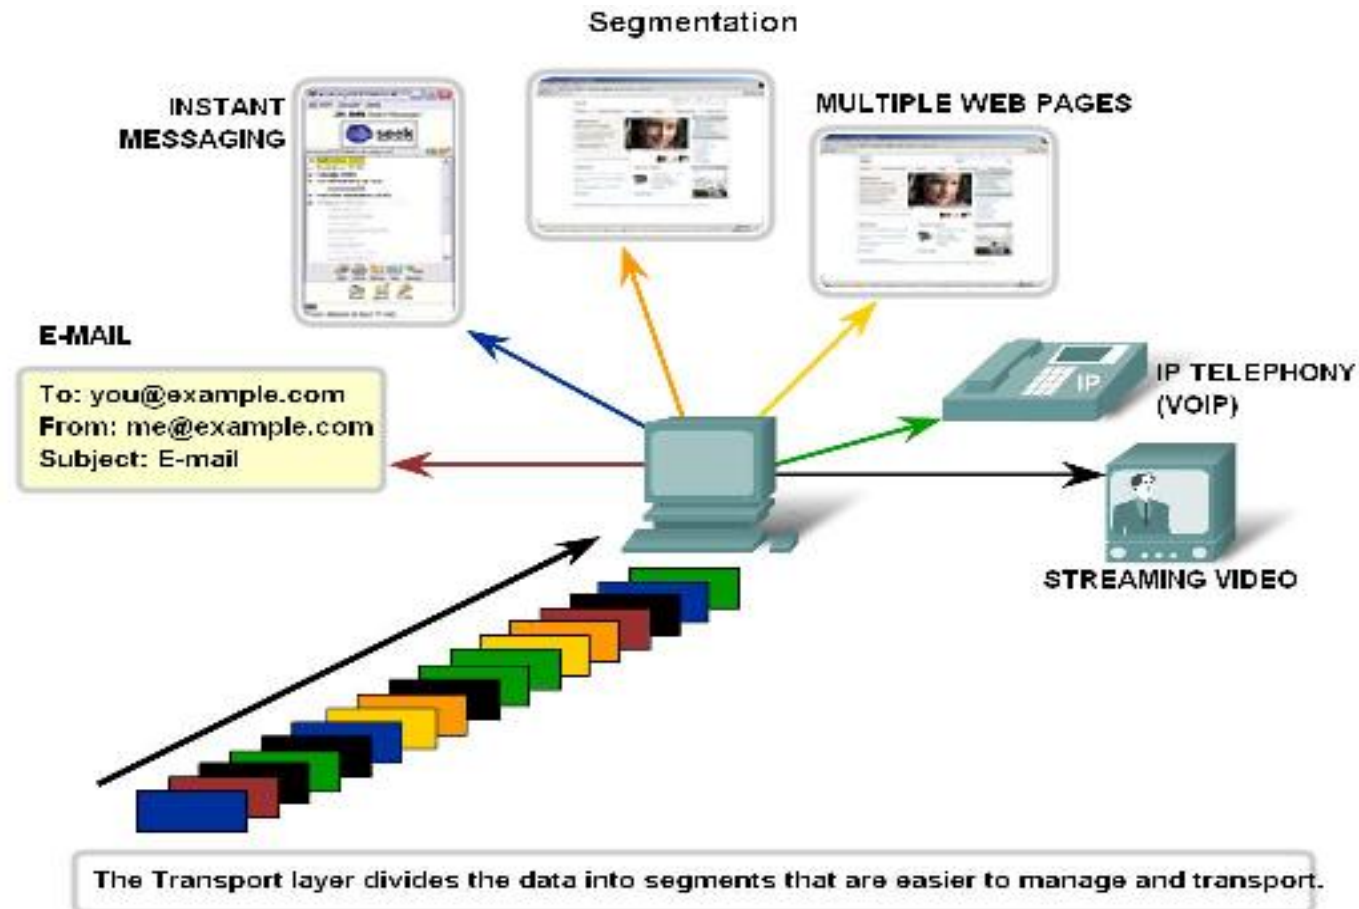 Segmentation
INSTANT
MESSAGING
seek
MULTIPLE WEB PAGES
E-MAIL
To: you@example.com
From: me@example.com
Subject: E-mail
IP
IP TELEPHONY
(VOIP)
STREAMING VIDEO
The Transport layer divides the data into segments that are easier to manage and transport.